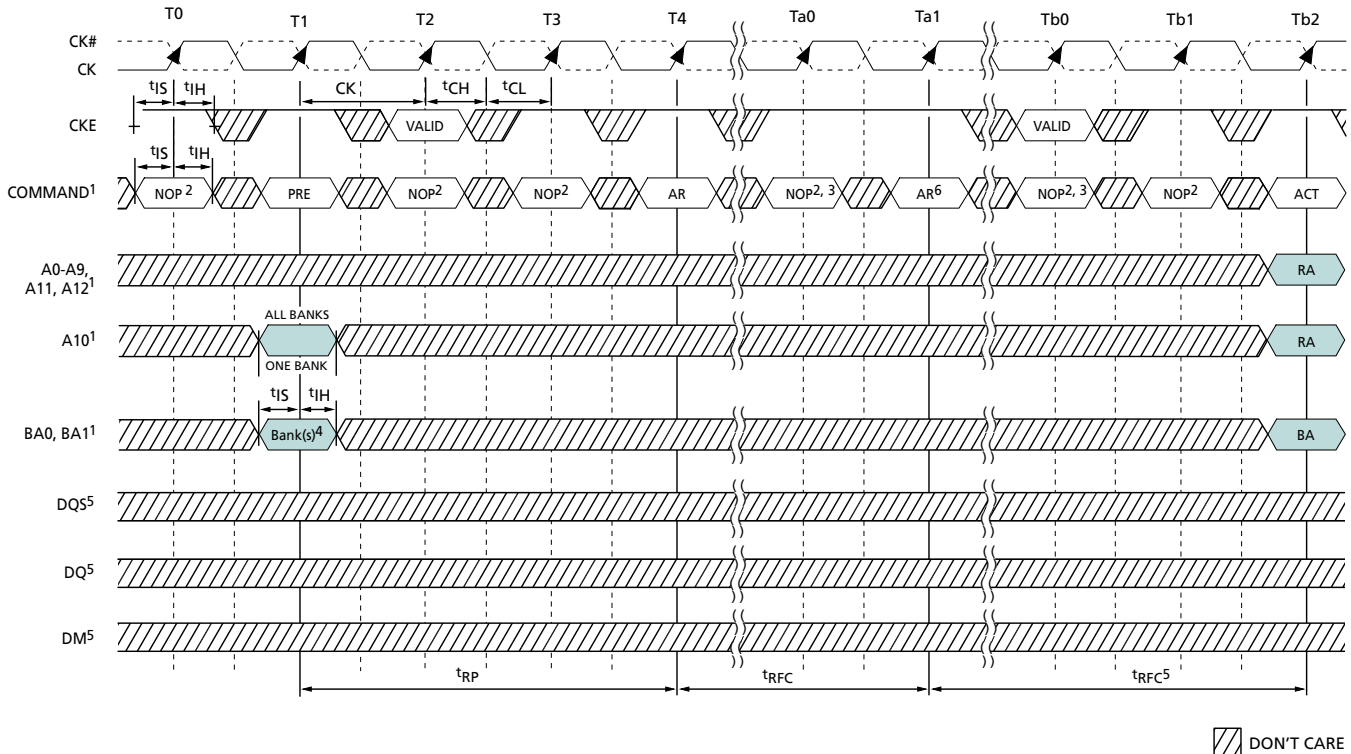 T0 T1 T2 T3 T4 Ta0 Ta1 Tb0 Tb1 Tb2
CK#
CK
tIS tIH CK tCH tCL
CKE VALID VALID
tIS tIH
COMMAND1 NOP 2 PRE NOP2 NOP2 AR NOP2, 3 AR6 NOP2, 3 NOP2 ACT
A0-A9,
A11, A121 RA
ALL BANKS
A101 RA
ONE BANK
tIS tIH
BA0, BA11 Bank(s)4 BA
DQS5
DQ5
DM5
tRP tRFC tRFC5
DON'T CARE